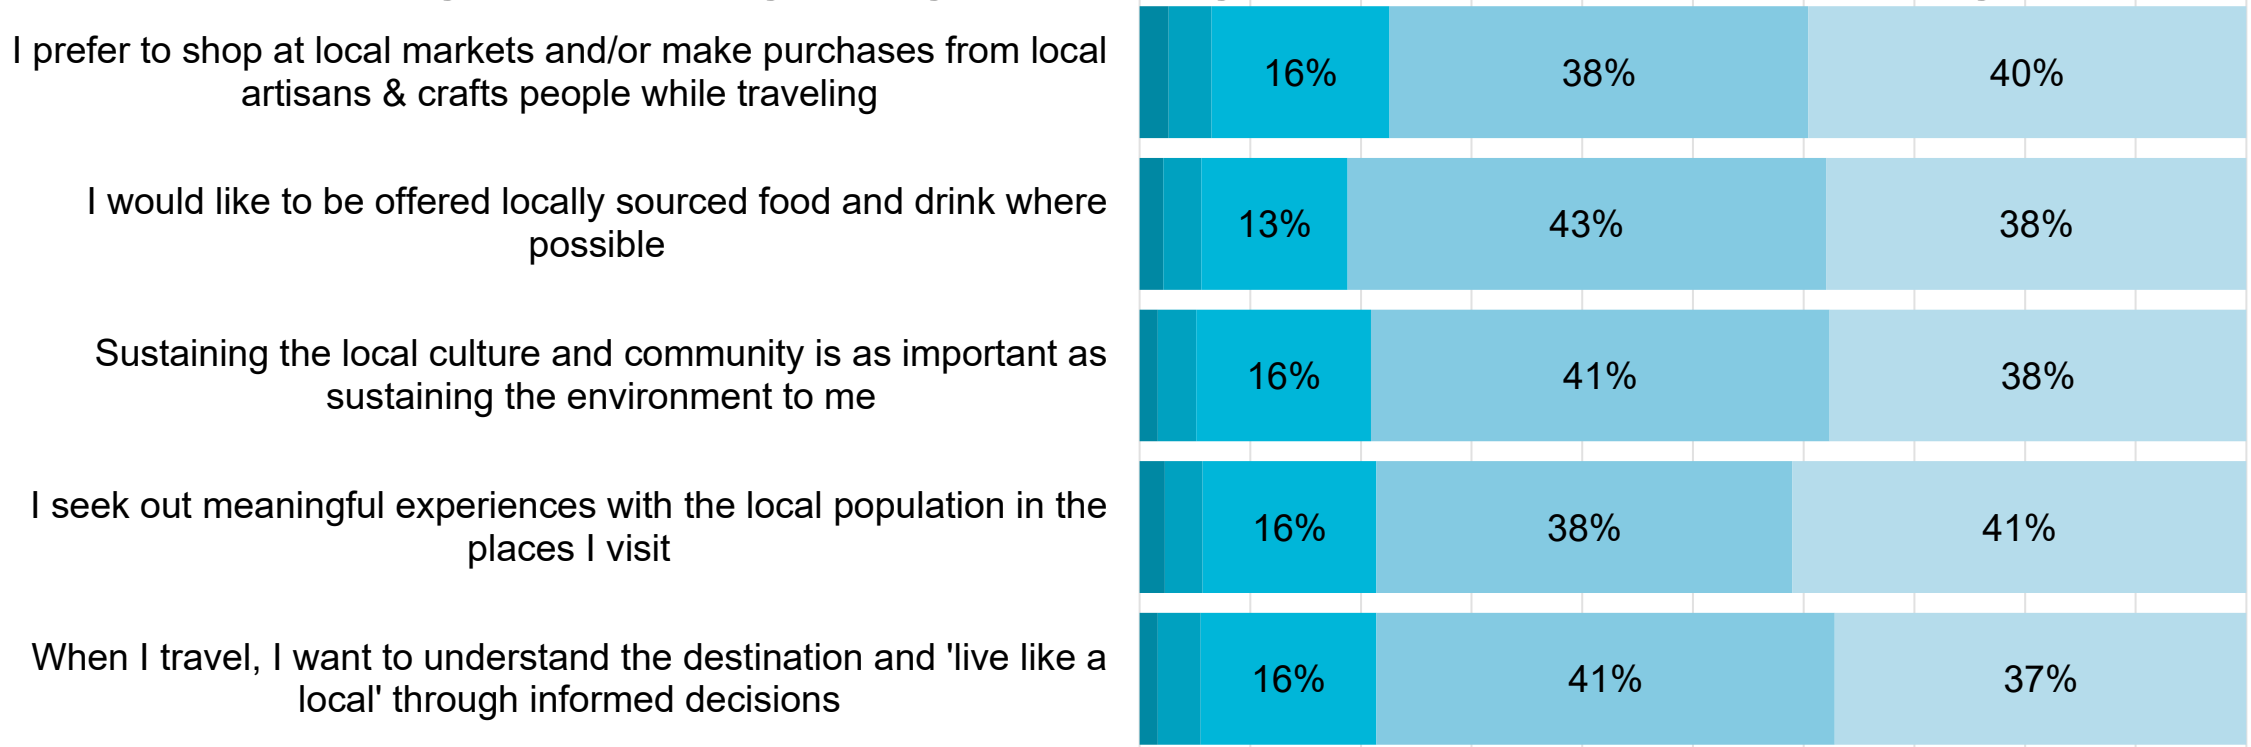 I prefer to shop at local markets and/or make purchases from local
artisans & crafts people while traveling
16%
38%
40%
I would like to be offered locally sourced food and drink where
possible
13%
43%
38%
Sustaining the local culture and community is as important as
sustaining the environment to me
16%
41%
38%
I seek out meaningful experiences with the local population in the
places I visit
16%
38%
41%
When I travel, I want to understand the destination and 'live like a
local' through informed decisions
16%
41%
37%